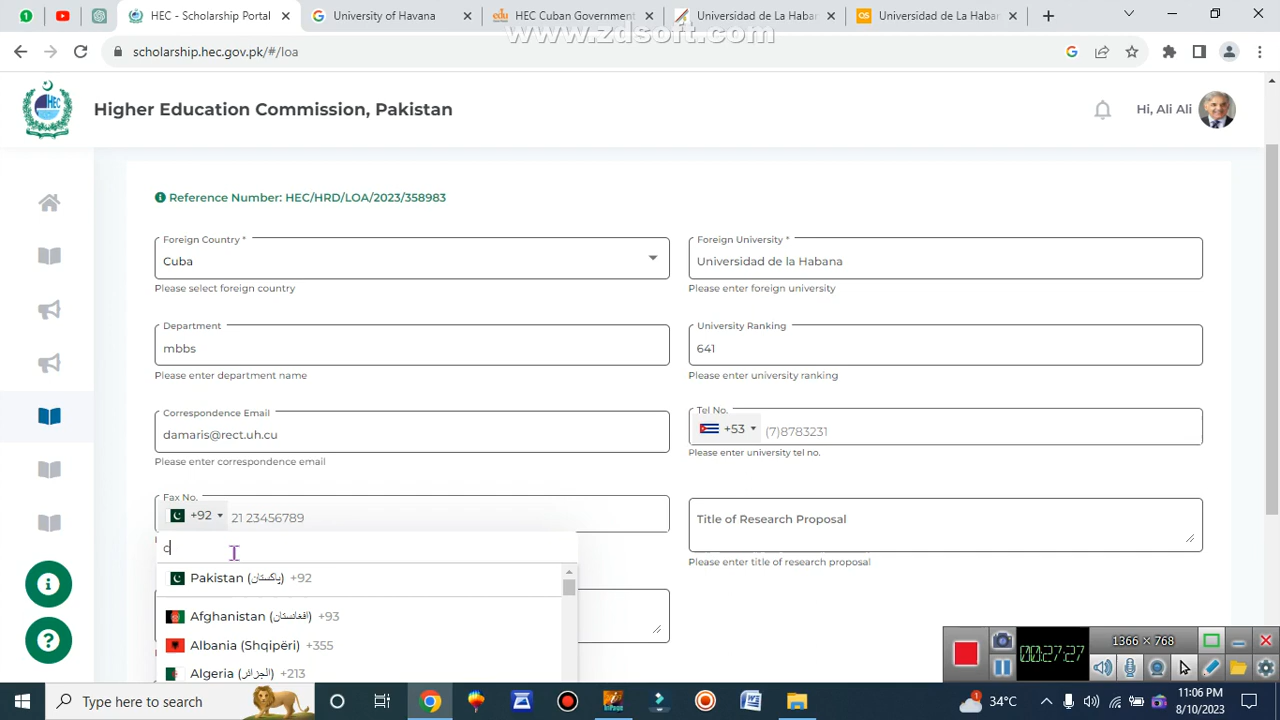 HEC - Scholarship Portal
University of Havana
HEC Cuban Government
Universidad de La Haba
Universidad de La Haba
www.zdsoft.com
scholarship.hec.gov.pk/#/loa
Higher Education Commission, Pakistan
Hi, Ali Ali
Reference Number: HEC/HRD/LOA/2023/358983
Foreign Country *
Cuba
Please select foreign country
Foreign University *
Universidad de la Habana
Please enter foreign university
Department
mbbs
Please enter department name
University Ranking
641
Please enter university ranking
Correspondence Email
damaris@rect.uh.cu
Please enter correspondence email
Tel No.
+53 (7)8783231
Please enter university tel no.
Fax No.
+92 21 23456789
c
Pakistan (پاکستان) +92
Afghanistan (افغانستان) +93
Albania (Shqipëri) +355
Algeria (الجزائر) +213
Title of Research Proposal
Please enter title of research proposal
00:27:27
1366 × 768
Type here to search
34°C
11:06 PM
8/10/2023